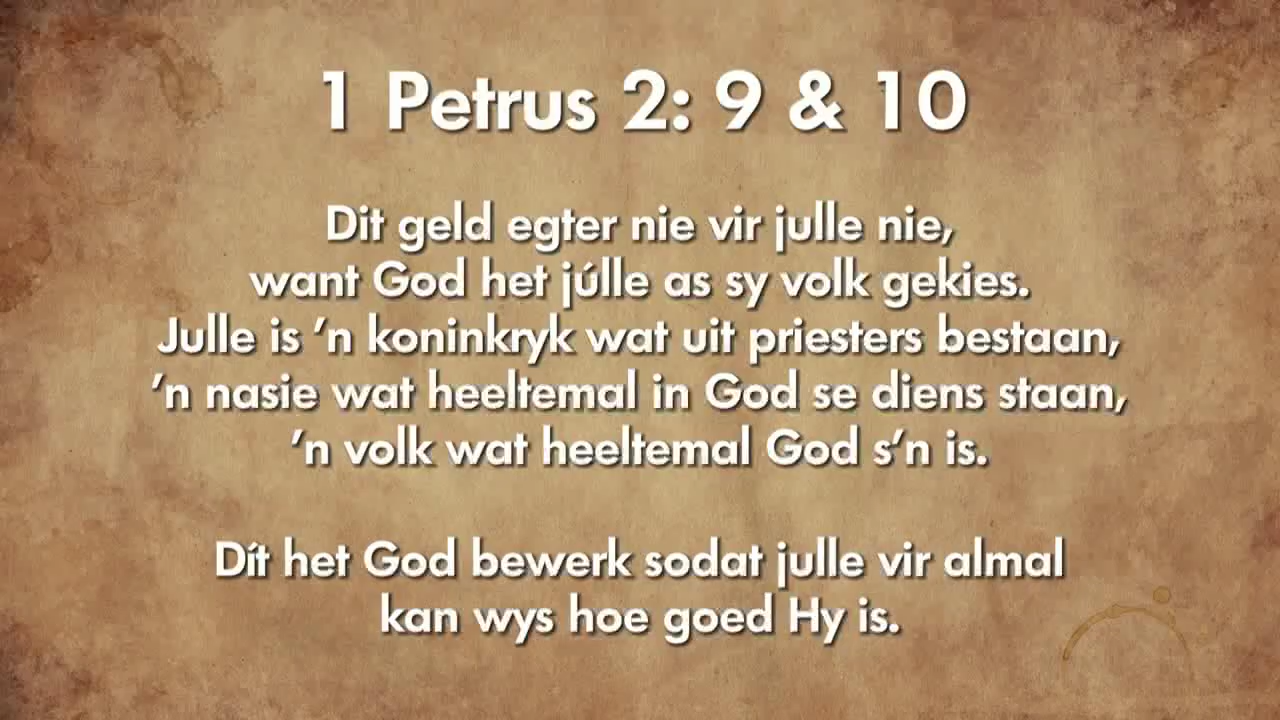 1 Petrus 2: 9 & 10
Dit geld egter nie vir julle nie,
want God het júlle as sy volk gekies.
Julle is ’n koninkryk wat uit priesters bestaan,
’n nasie wat heeltemal in God se diens staan,
’n volk wat heeltemal God s’n is.
Dít het God bewerk sodat julle vir almal
kan wys hoe goed Hy is.